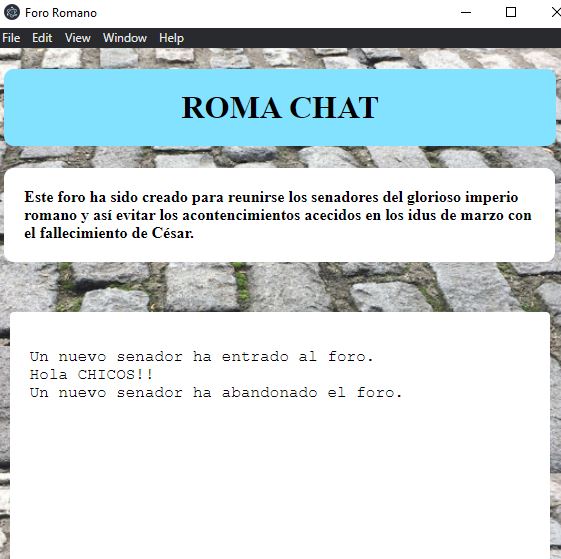 Foro Romano
File Edit View Window Help
ROMA CHAT
Este foro ha sido creado para reunirse los senadores del glorioso imperio
romano y así evitar los acontencimientos acecidos en los idus de marzo con
el fallecimiento de César.
Un nuevo senador ha entrado al foro.
Hola CHICOS!!
Un nuevo senador ha abandonado el foro.